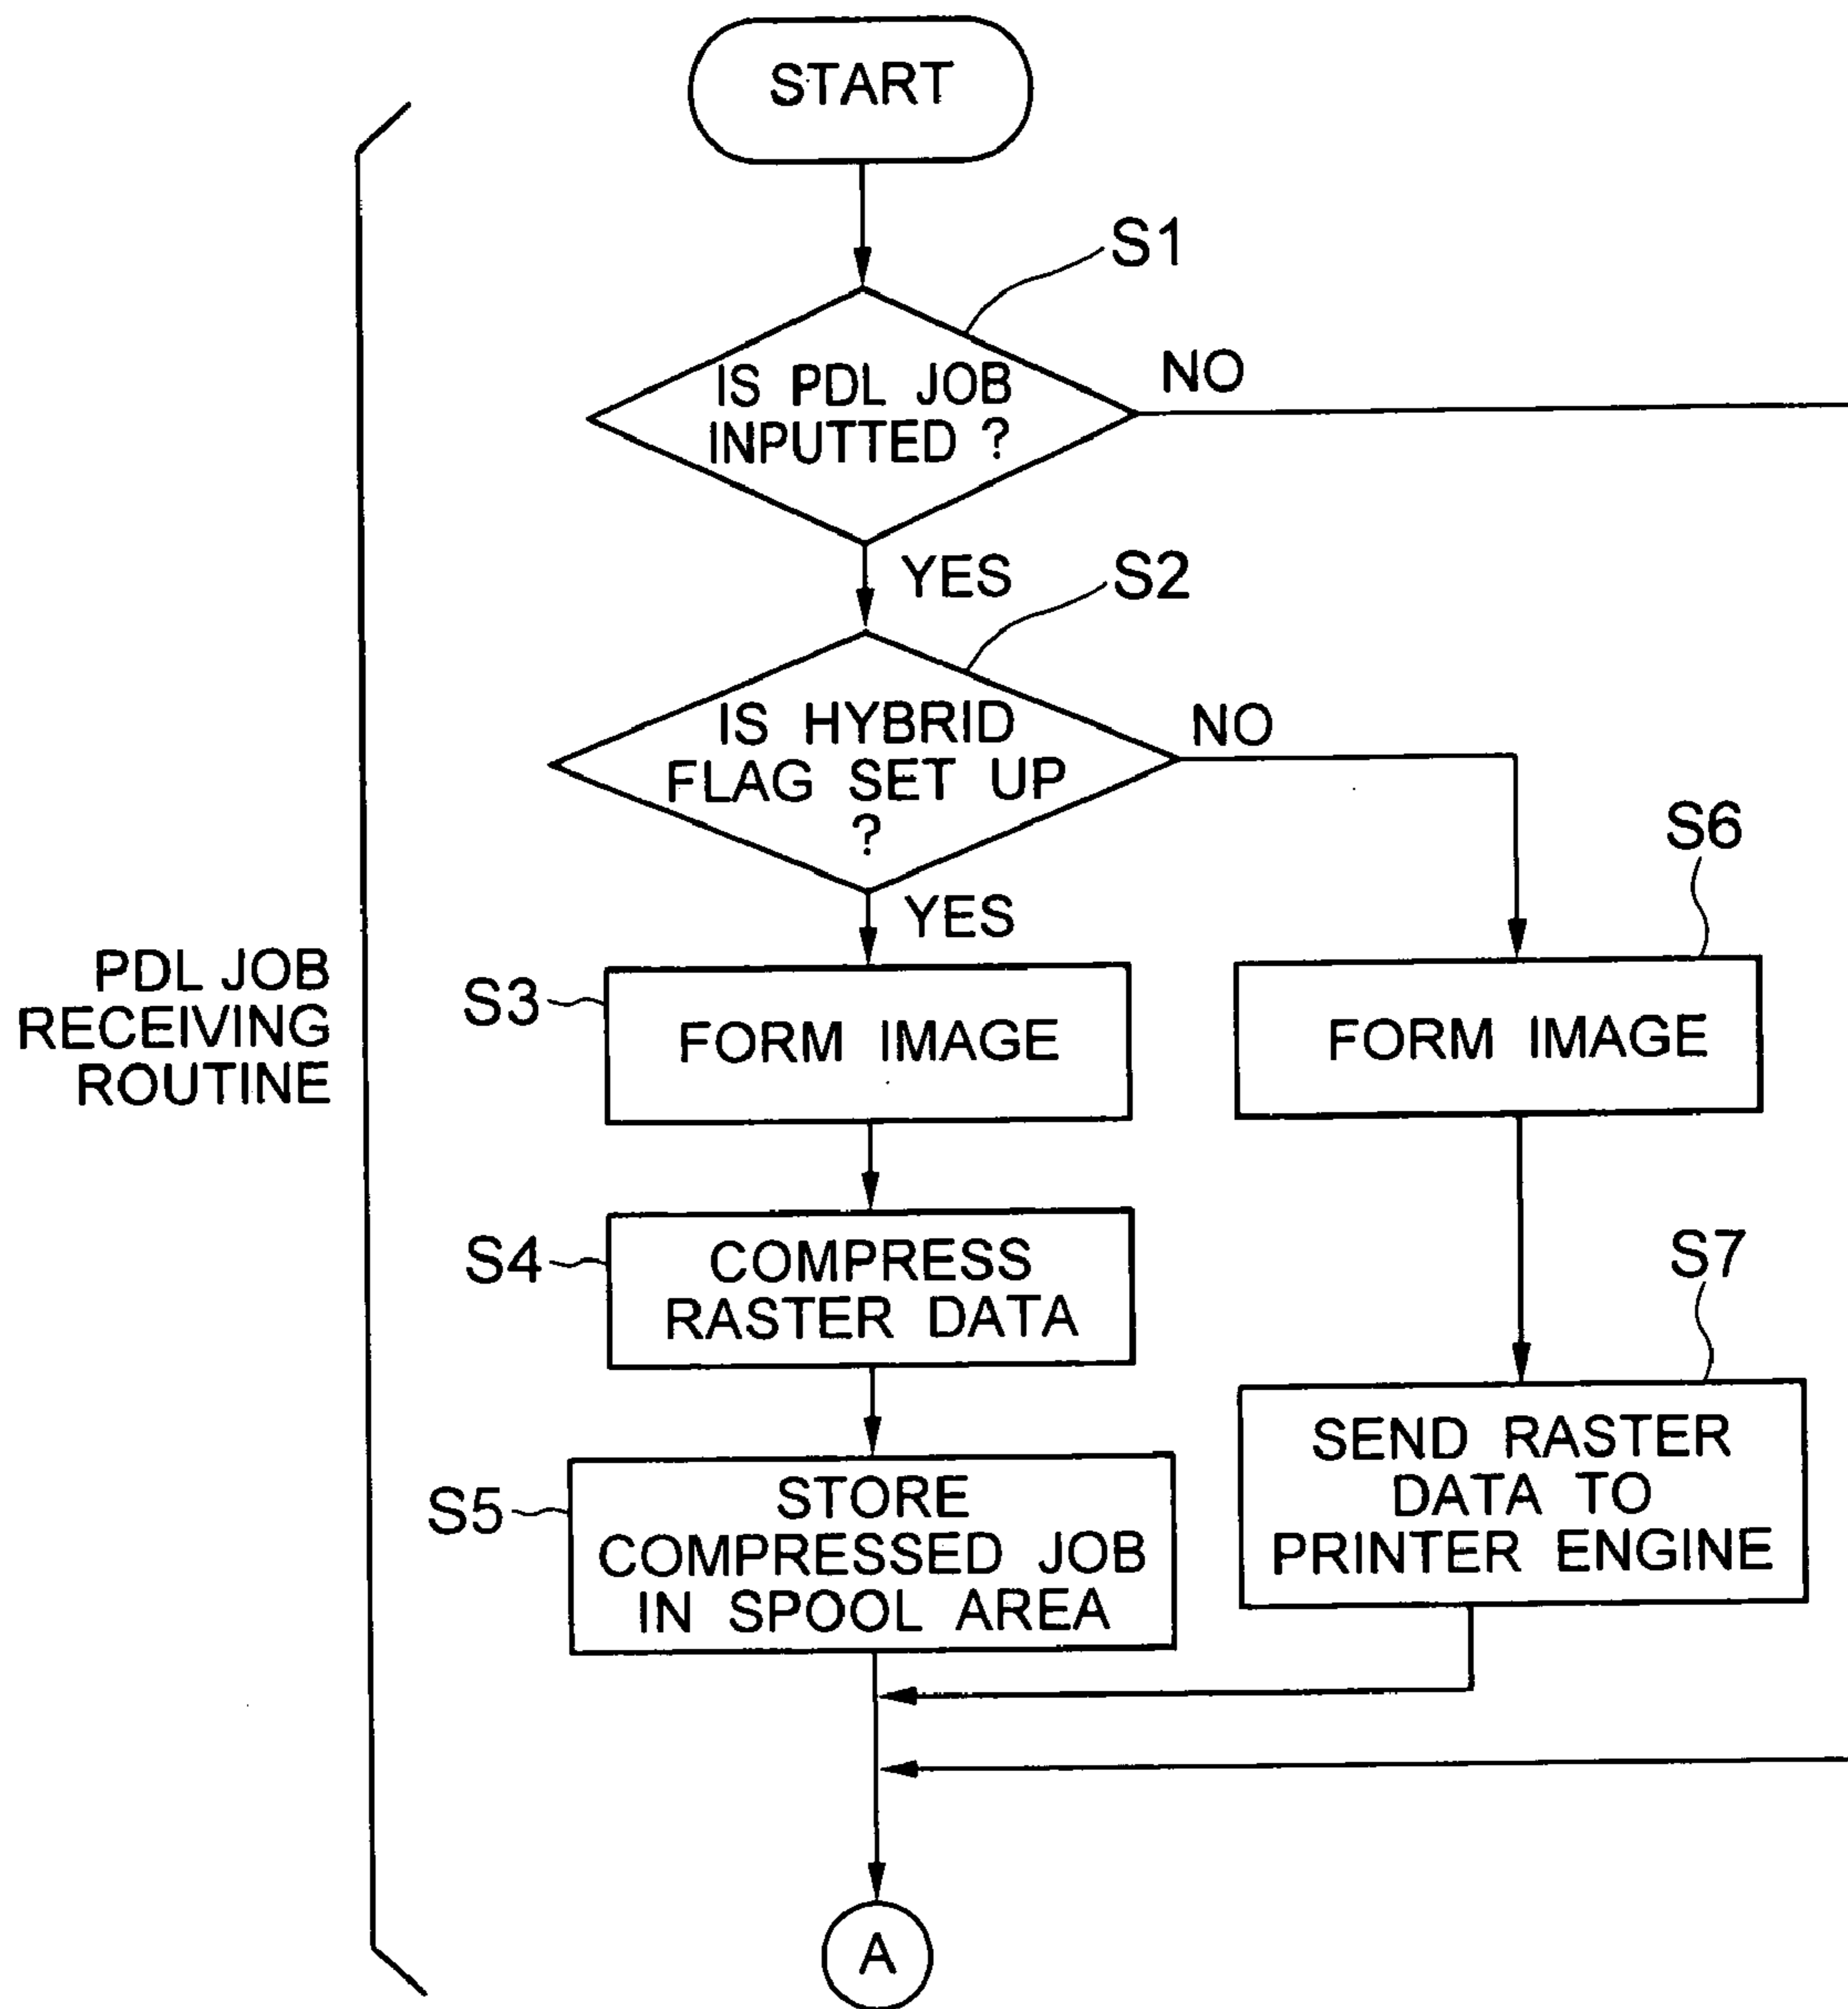 START
S1
IS PDL JOB
INPUTTED ?
NO
YES
S2
IS HYBRID
FLAG SET UP
?
NO
YES
S6
PDL JOB
RECEIVING
ROUTINE
S3
FORM IMAGE
FORM IMAGE
S4
COMPRESS
RASTER DATA
S7
SEND RASTER
DATA TO
PRINTER ENGINE
S5
STORE
COMPRESSED JOB
IN SPOOL AREA
A